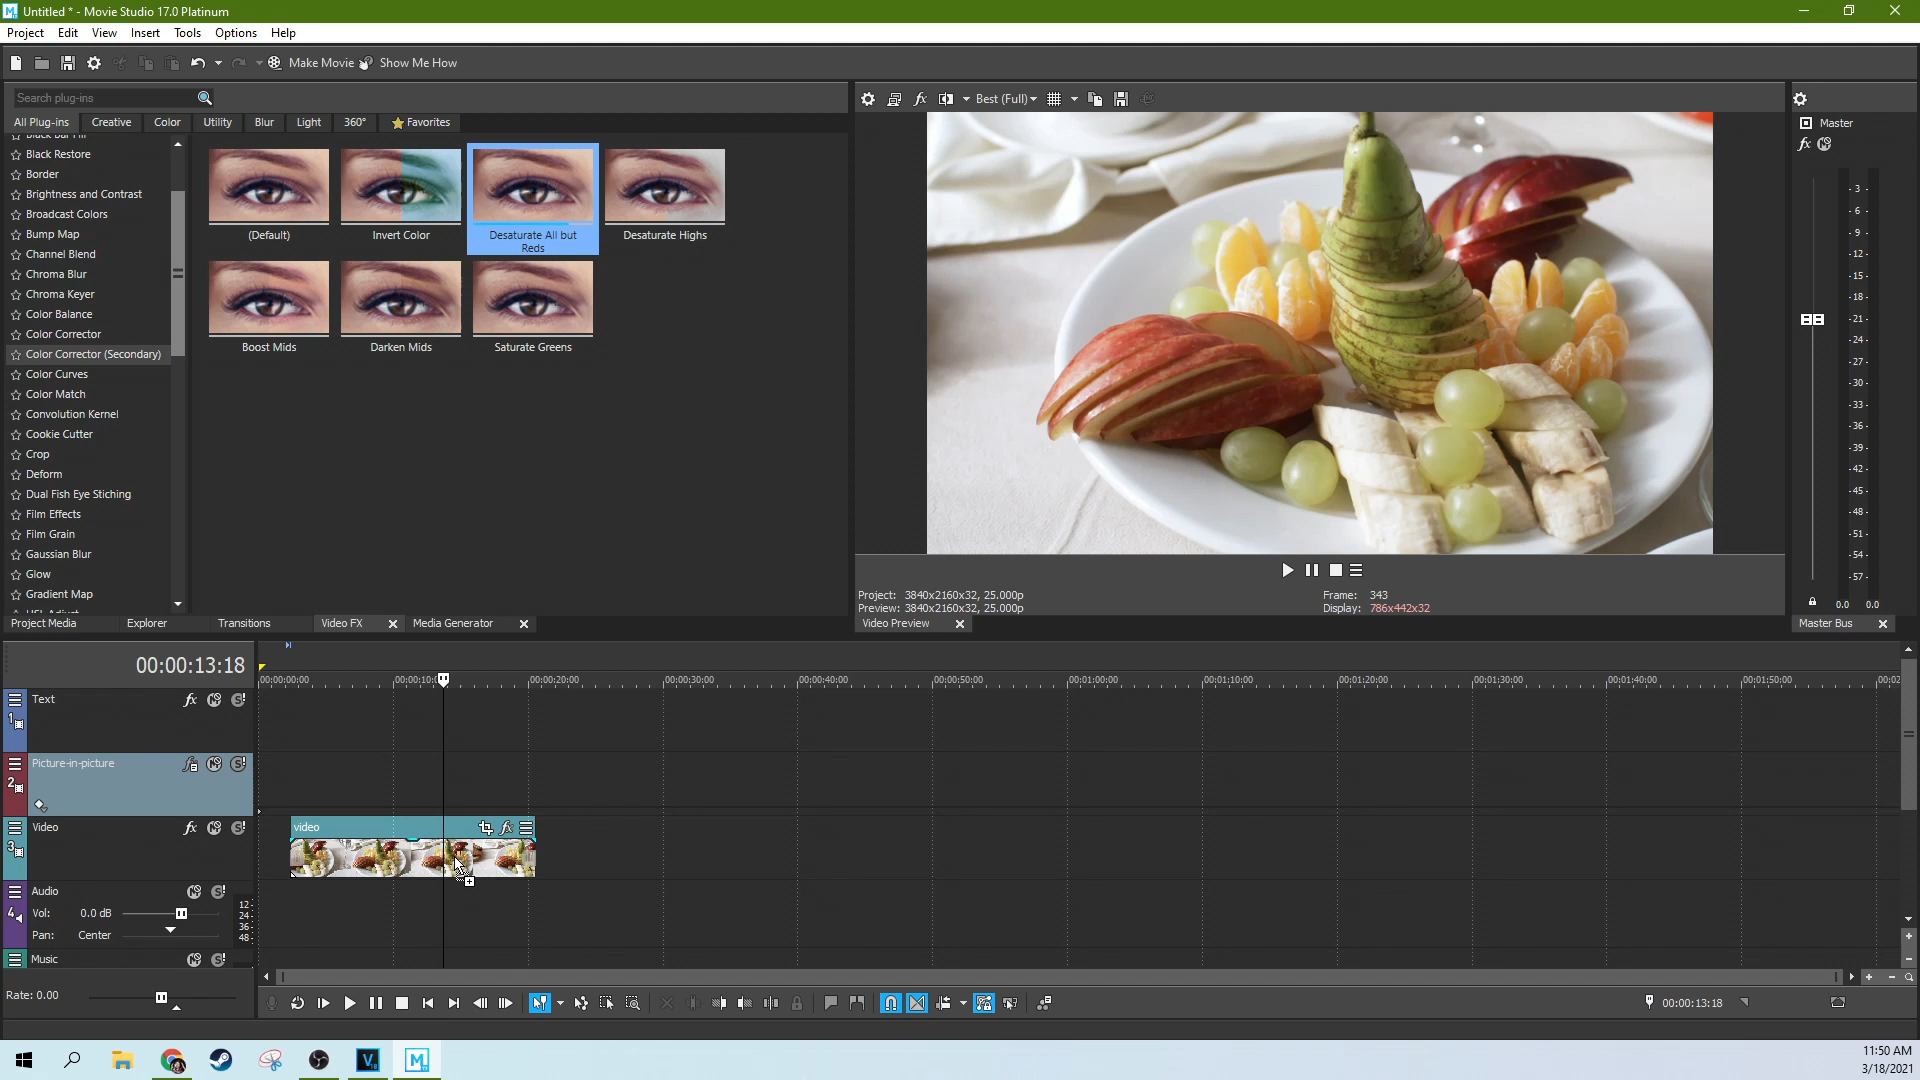 Untitled * - Movie Studio 17.0 Platinum
Project Edit View Insert Tools Options Help
Make Movie Show Me How
Search plug-ins
All Plug-ins Creative Color Utility Blur Light 360° Favorites
Black Bar Fill
Black Restore
Border
Brightness and Contrast
Broadcast Colors
Bump Map
Channel Blend
Chroma Blur
Chroma Keyer
Color Balance
Color Corrector
Color Corrector (Secondary)
Color Curves
Color Match
Convolution Kernel
Cookie Cutter
Crop
Deform
Dual Fish Eye Stiching
Film Effects
Film Grain
Gaussian Blur
Glow
Gradient Map
HSL Adjust
(Default)
Invert Color
Desaturate All but
Reds
Desaturate Highs
Boost Mids
Darken Mids
Saturate Greens
Project Media Explorer Transitions Video FX Media Generator
fx Best (Full)
Project: 3840x2160x32, 25.000p
Preview: 3840x2160x32, 25.000p
Frame: 343
Display: 786x442x32
Video Preview
Master
fx
- 3 -
- 6 -
- 9 -
- 12 -
- 15 -
- 18 -
- 21 -
- 24 -
- 27 -
- 30 -
- 33 -
- 36 -
- 39 -
- 42 -
- 45 -
- 48 -
- 51 -
- 54 -
- 57 -
0.0 0.0
Master Bus
00:00:13:18
00:00:00:00 00:00:10:0 00:00:20:00 00:00:30:00 00:00:40:00 00:00:50:00 00:01:00:00 00:01:10:00 00:01:20:00 00:01:30:00 00:01:40:00 00:01:50:00 00:02
1 Text fx
2 Picture-in-picture
3 Video fx
video fx
4 Audio
Vol: 0.0 dB
Pan: Center
12-
24-
36-
48-
Music
Rate: 0.00
00:00:13:18
V
M
11:50 AM
3/18/2021